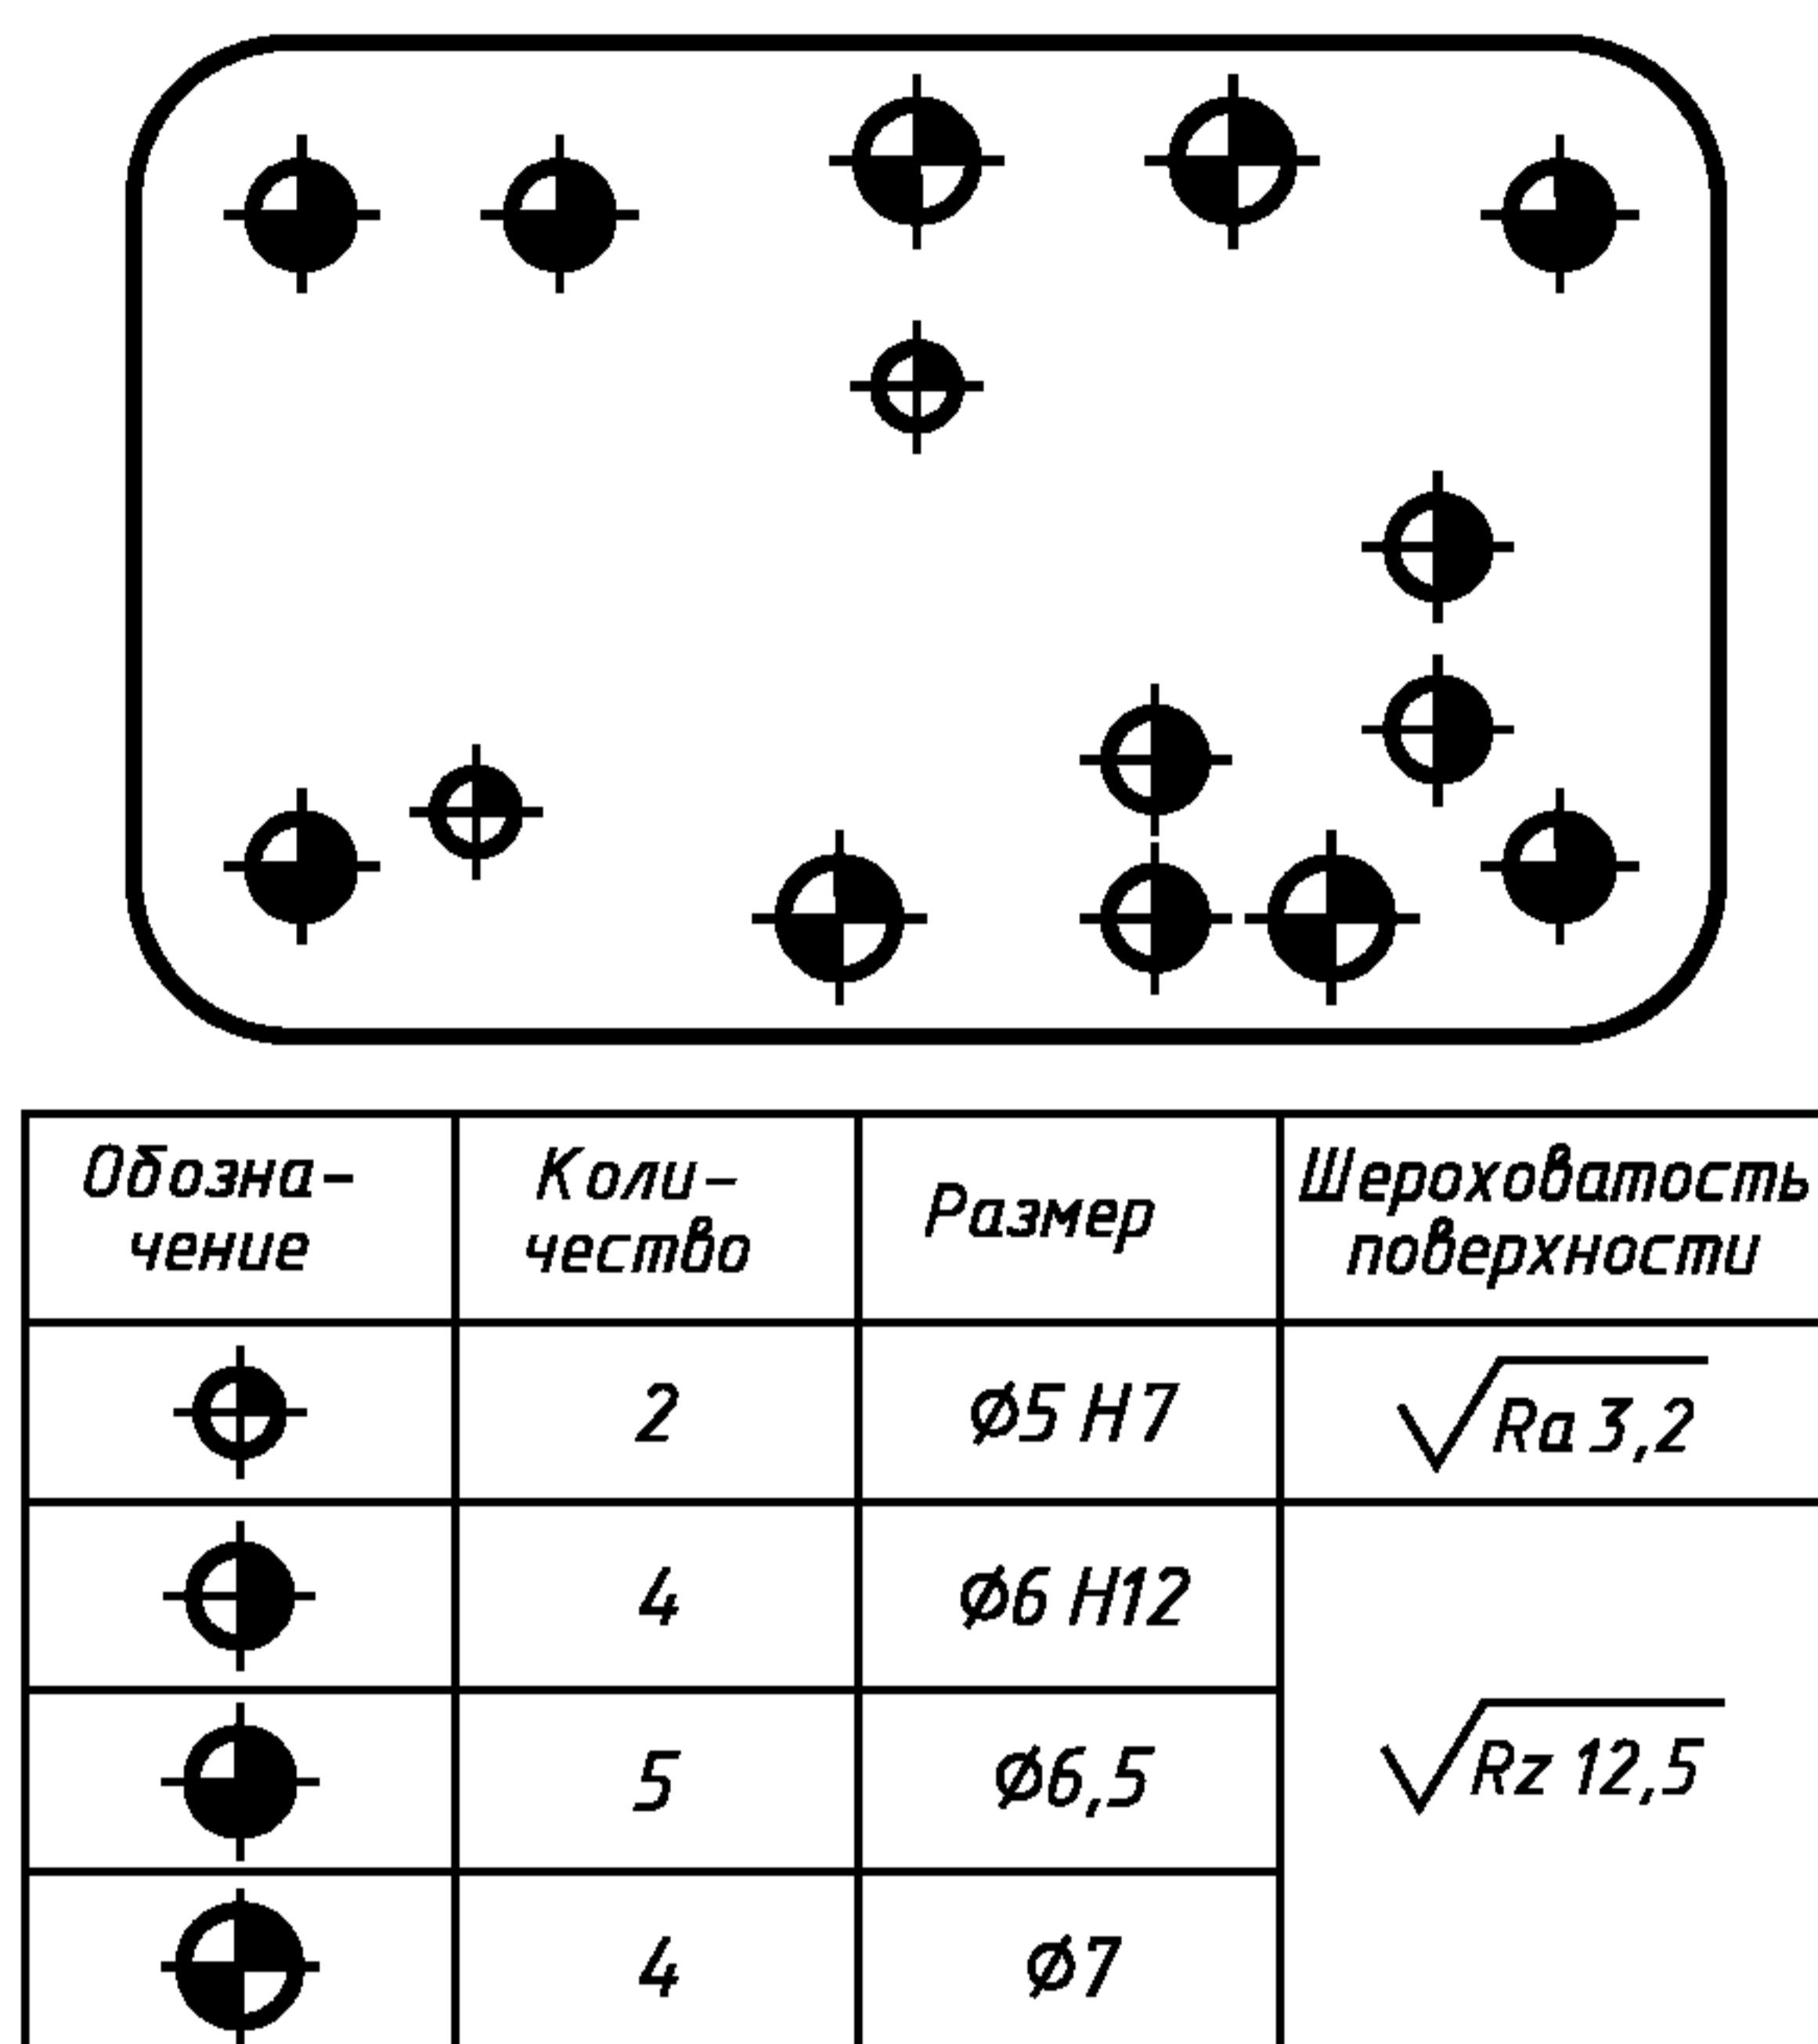 Обозна-
чение
Коли-
чество
Размер
Шероховатость
поверхности
2
⌀5 H7
Ra 3,2
4
⌀6 H12
5
⌀6,5
Rz 12,5
4
⌀7